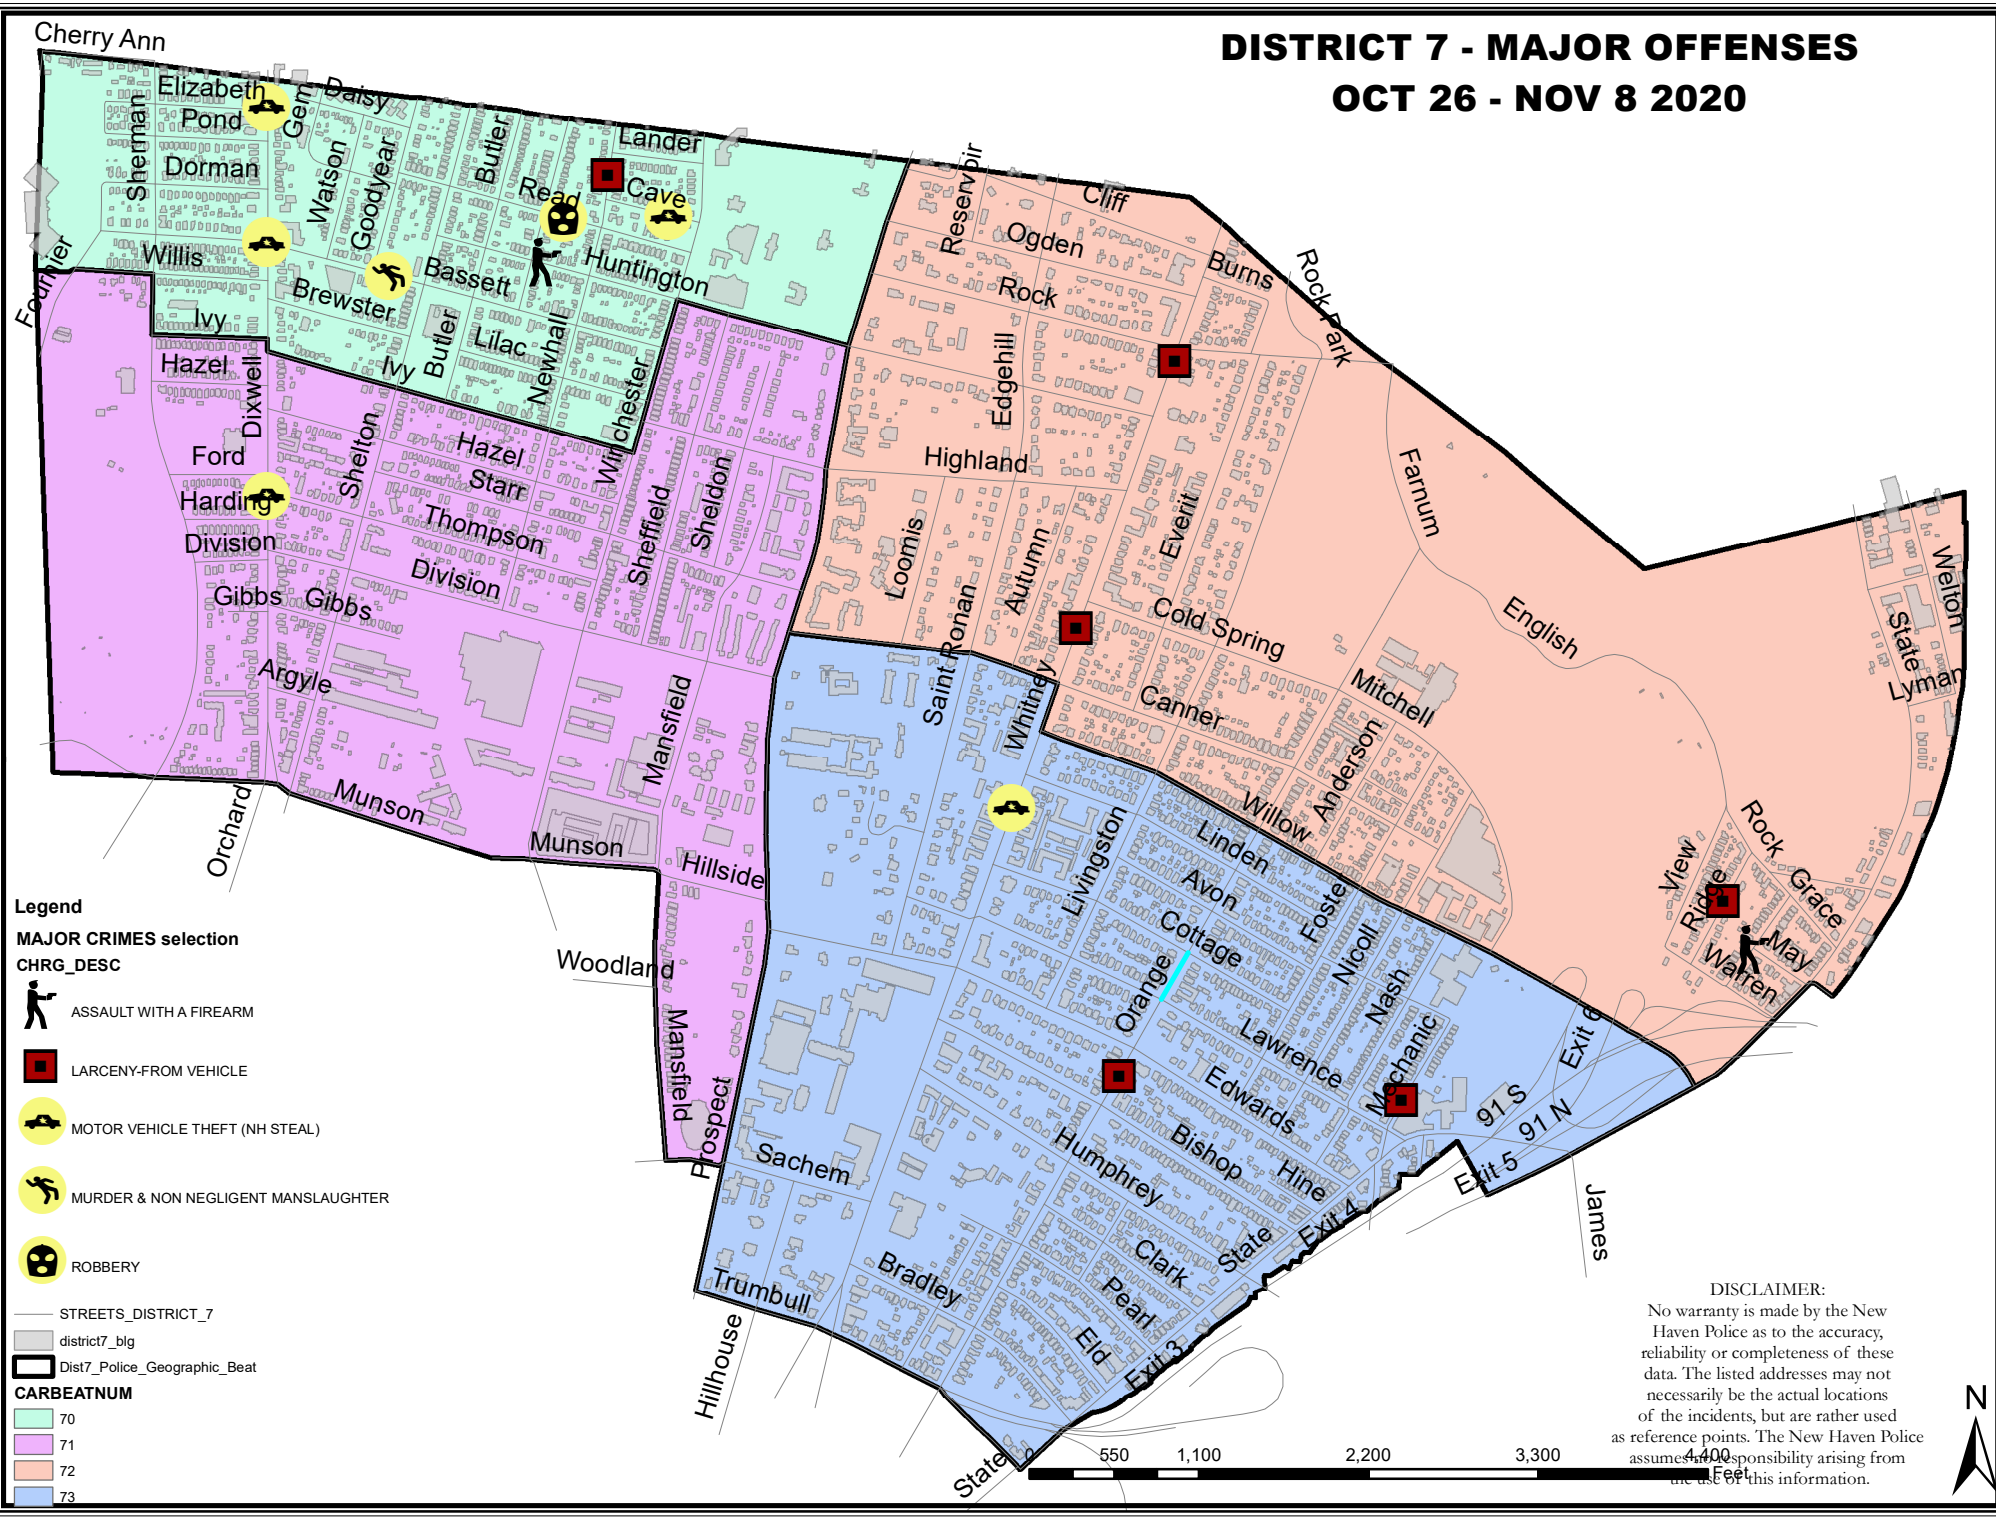 DISTRICT 7 - MAJOR OFFENSES
OCT 26 - NOV 8 2020
Cherry Ann
Elizabeth
Daisy
Gem
Pond
Sherman
Dorman
Watson
Goodyear
Butler
Lander
Read
Cave
Willis
Fournier
Bassett
Huntington
Brewster
Ivy
Butler
Lilac
Newhall
Ivy
Hazel
Dixwell
Winchester
Reservoir
Cliff
Ogden
Burns
Rock Park
Rock
Edgehill
Highland
Farnum
Ford
Shelton
Hazel
Starr
Harding
Thompson
Division
Division
Sheffield
Sheldon
Gibbs
Gibbs
Loomis
Autumn
Everit
Saint Ronan
Cold Spring
English
Welton
State
Lyman
Argyle
Mansfield
Whitney
Canner
Mitchell
Anderson
Willow
Munson
Orchard
Munson
Hillside
Linden
Livingston
Avon
Foster
Cottage
Nicoll
Orange
Nash
Rock
View
Ridge
Grace
May
Warren
Woodland
Mansfield
Prospect
Lawrence
Mechanic
Edwards
Exit 6
91 S
91 N
Bishop
Humphrey
Hine
Exit 5
Sachem
Exit 4
State
James
Clark
Bradley
Pearl
Trumbull
Eld
Exit 3
Hillhouse
State
Legend
MAJOR CRIMES selection
CHRG_DESC
ASSAULT WITH A FIREARM
LARCENY-FROM VEHICLE
MOTOR VEHICLE THEFT (NH STEAL)
MURDER & NON NEGLIGENT MANSLAUGHTER
ROBBERY
STREETS_DISTRICT_7
district7_blg
Dist7_Police_Geographic_Beat
CARBEATNUM
70
71
72
73
DISCLAIMER:
No warranty is made by the New
Haven Police as to the accuracy,
reliability or completeness of these
data. The listed addresses may not
necessarily be the actual locations
of the incidents, but are rather used
as reference points. The New Haven Police
assumes no responsibility arising from
the use of this information.
0 550 1,100 2,200 3,300 4,400
Feet
N